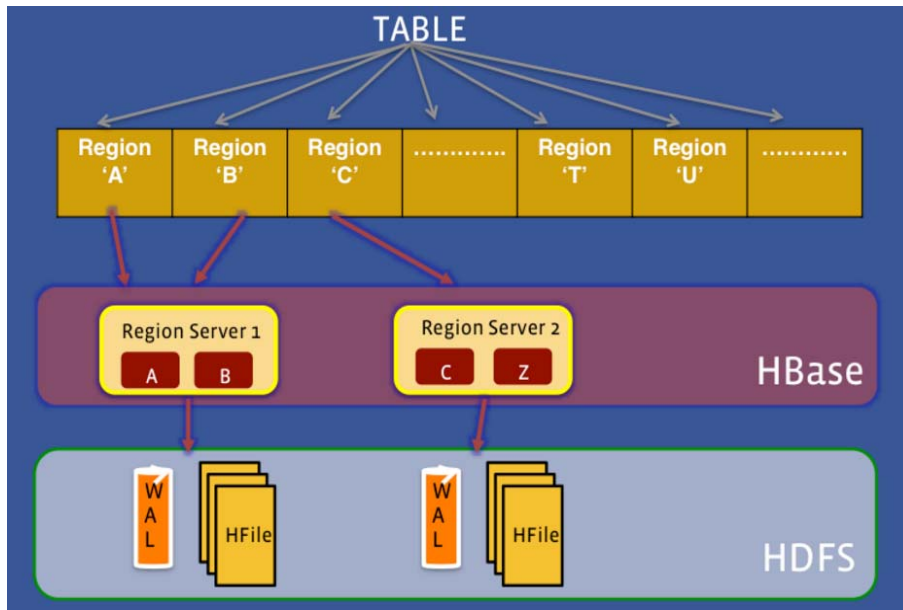 TABLE
Region
‘A’
Region
‘B’
Region
‘C’
.............
Region
‘T’
Region
‘U’
............
Region Server 1
A
B
Region Server 2
C
Z
HBase
W
A
L
HFile
W
A
L
HFile
HDFS